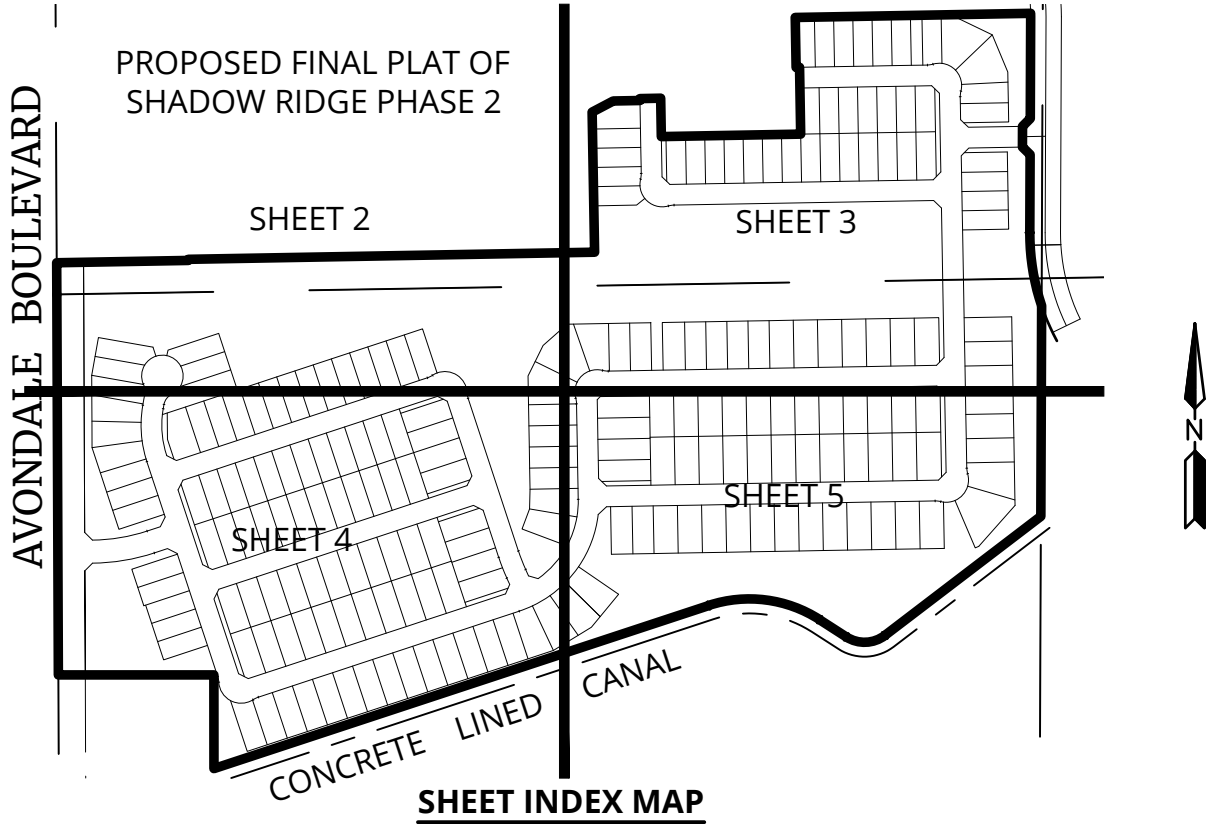 PROPOSED FINAL PLAT OF
SHADOW RIDGE PHASE 2
AVONDALE BOULEVARD
SHEET 2
SHEET 3
SHEET 4
SHEET 5
N
CONCRETE LINED CANAL
SHEET INDEX MAP